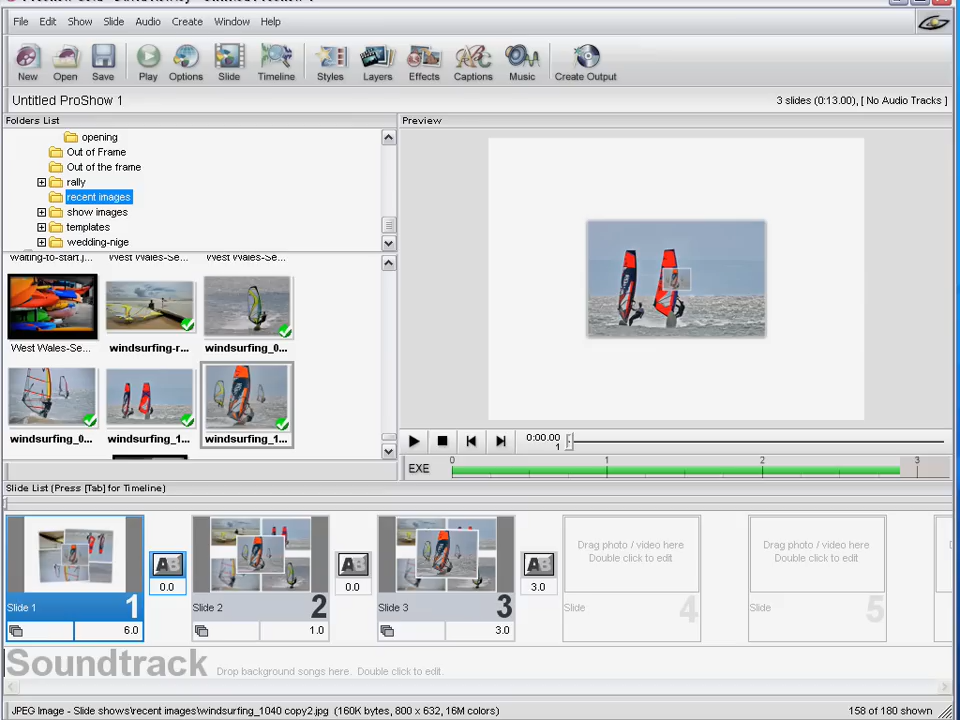 File Edit Show Slide Audio Create Window Help
New Open Save Play Options Slide Timeline Styles Layers Effects Captions Music Create Output
Untitled ProShow 1
3 slides (0:13.00), [ No Audio Tracks ]
Folders List
Preview
opening
Out of Frame
Out of the frame
rally
recent images
show images
templates
wedding-nige
waiting-to-start.j... West Wales-Se... West Wales-Se...
West Wales-Se... windsurfing-r... windsurfing_0...
windsurfing_0... windsurfing_1... windsurfing_1...
0:00.00
1
EXE 0 1 2 3
Slide List (Press [Tab] for Timeline)
AB AB AB
Drag photo / video here
Double click to edit
Drag photo / video here
Double click to edit
0.0 0.0 3.0
Slide 1 1 Slide 2 2 Slide 3 3 Slide 4 Slide 5
6.0 1.0 3.0
Soundtrack Drop background songs here. Double click to edit.
JPEG Image - Slide shows\recent images\windsurfing_1040 copy2.jpg (160K bytes, 800 x 632, 16M colors)
158 of 180 shown